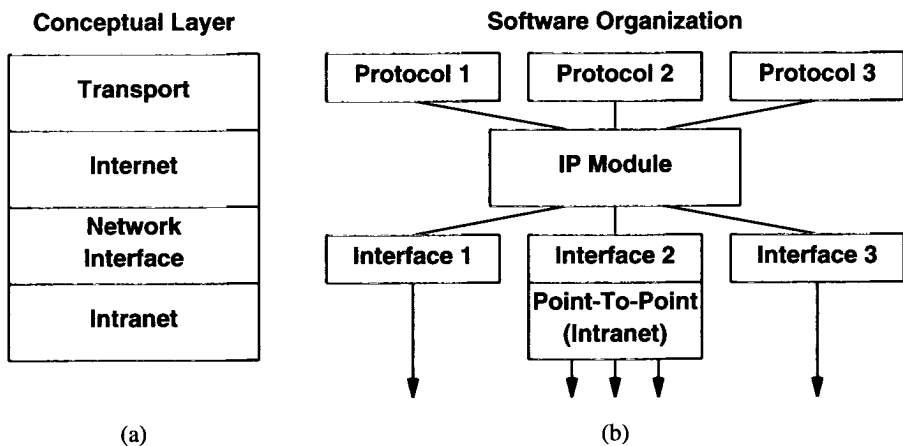 Conceptual Layer
Transport
Internet
Network
Interface
Intranet
(a)
Software Organization
Protocol 1
Protocol 2
Protocol 3
IP Module
Interface 1
Interface 2
Interface 3
Point-To-Point
(Intranet)
(b)